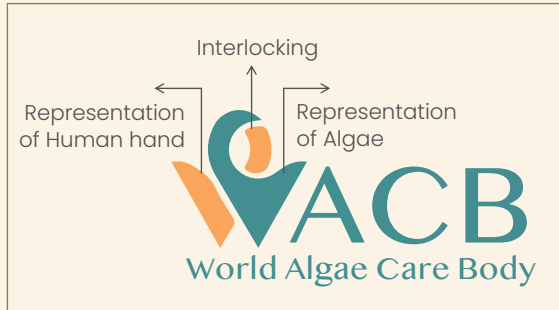 Interlocking
Representation
of Human hand
Representation
of Algae
WACB
World Algae Care Body